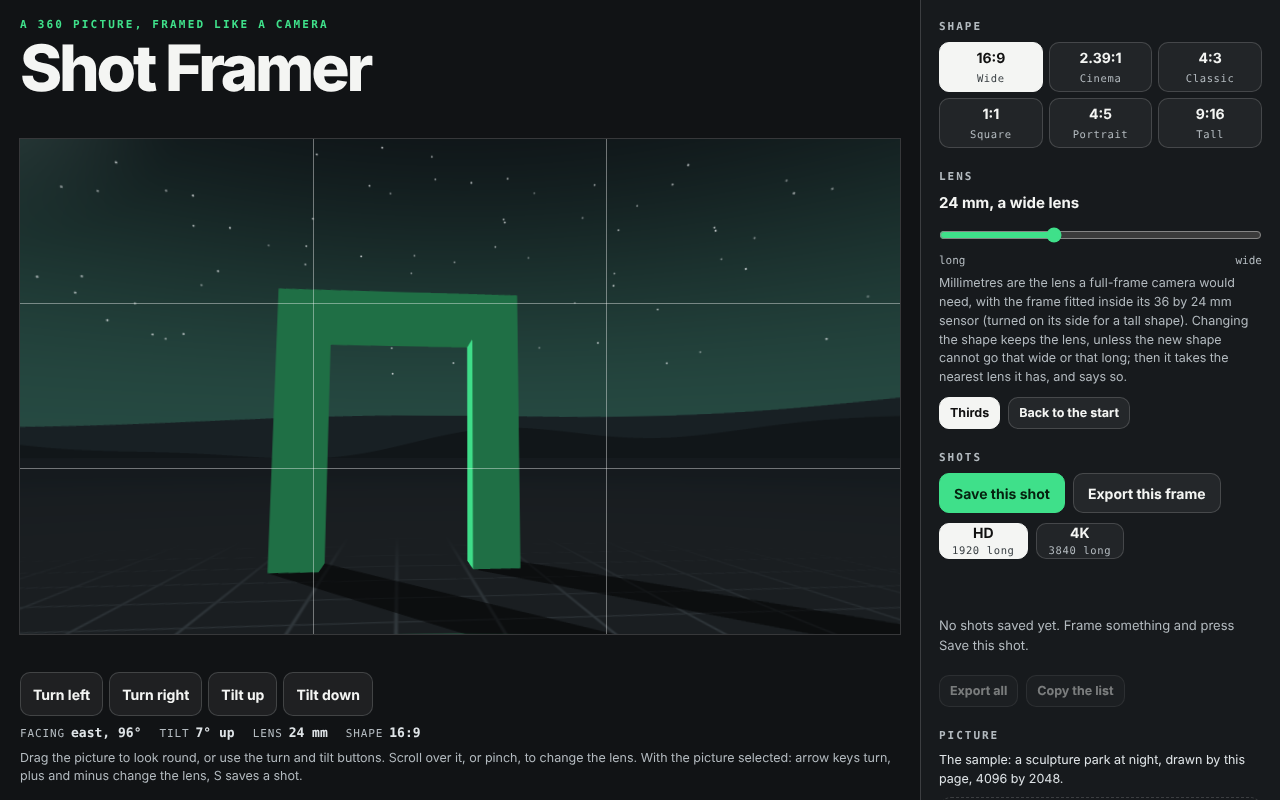 A 360 PICTURE, FRAMED LIKE A CAMERA
Shot Framer
Turn left
Turn right
Tilt up
Tilt down
FACING east, 96° TILT 7° up LENS 24 mm SHAPE 16:9
Drag the picture to look round, or use the turn and tilt buttons. Scroll over it, or pinch, to change the lens. With the picture selected: arrow keys turn,
plus and minus change the lens, S saves a shot.
SHAPE
16:9
Wide
2.39:1
Cinema
4:3
Classic
1:1
Square
4:5
Portrait
9:16
Tall
LENS
24 mm, a wide lens
long
wide
Millimetres are the lens a full-frame camera would
need, with the frame fitted inside its 36 by 24 mm
sensor (turned on its side for a tall shape). Changing
the shape keeps the lens, unless the new shape
cannot go that wide or that long; then it takes the
nearest lens it has, and says so.
Thirds
Back to the start
SHOTS
Save this shot
Export this frame
HD
1920 long
4K
3840 long
No shots saved yet. Frame something and press
Save this shot.
Export all
Copy the list
PICTURE
The sample: a sculpture park at night, drawn by this
page, 4096 by 2048.